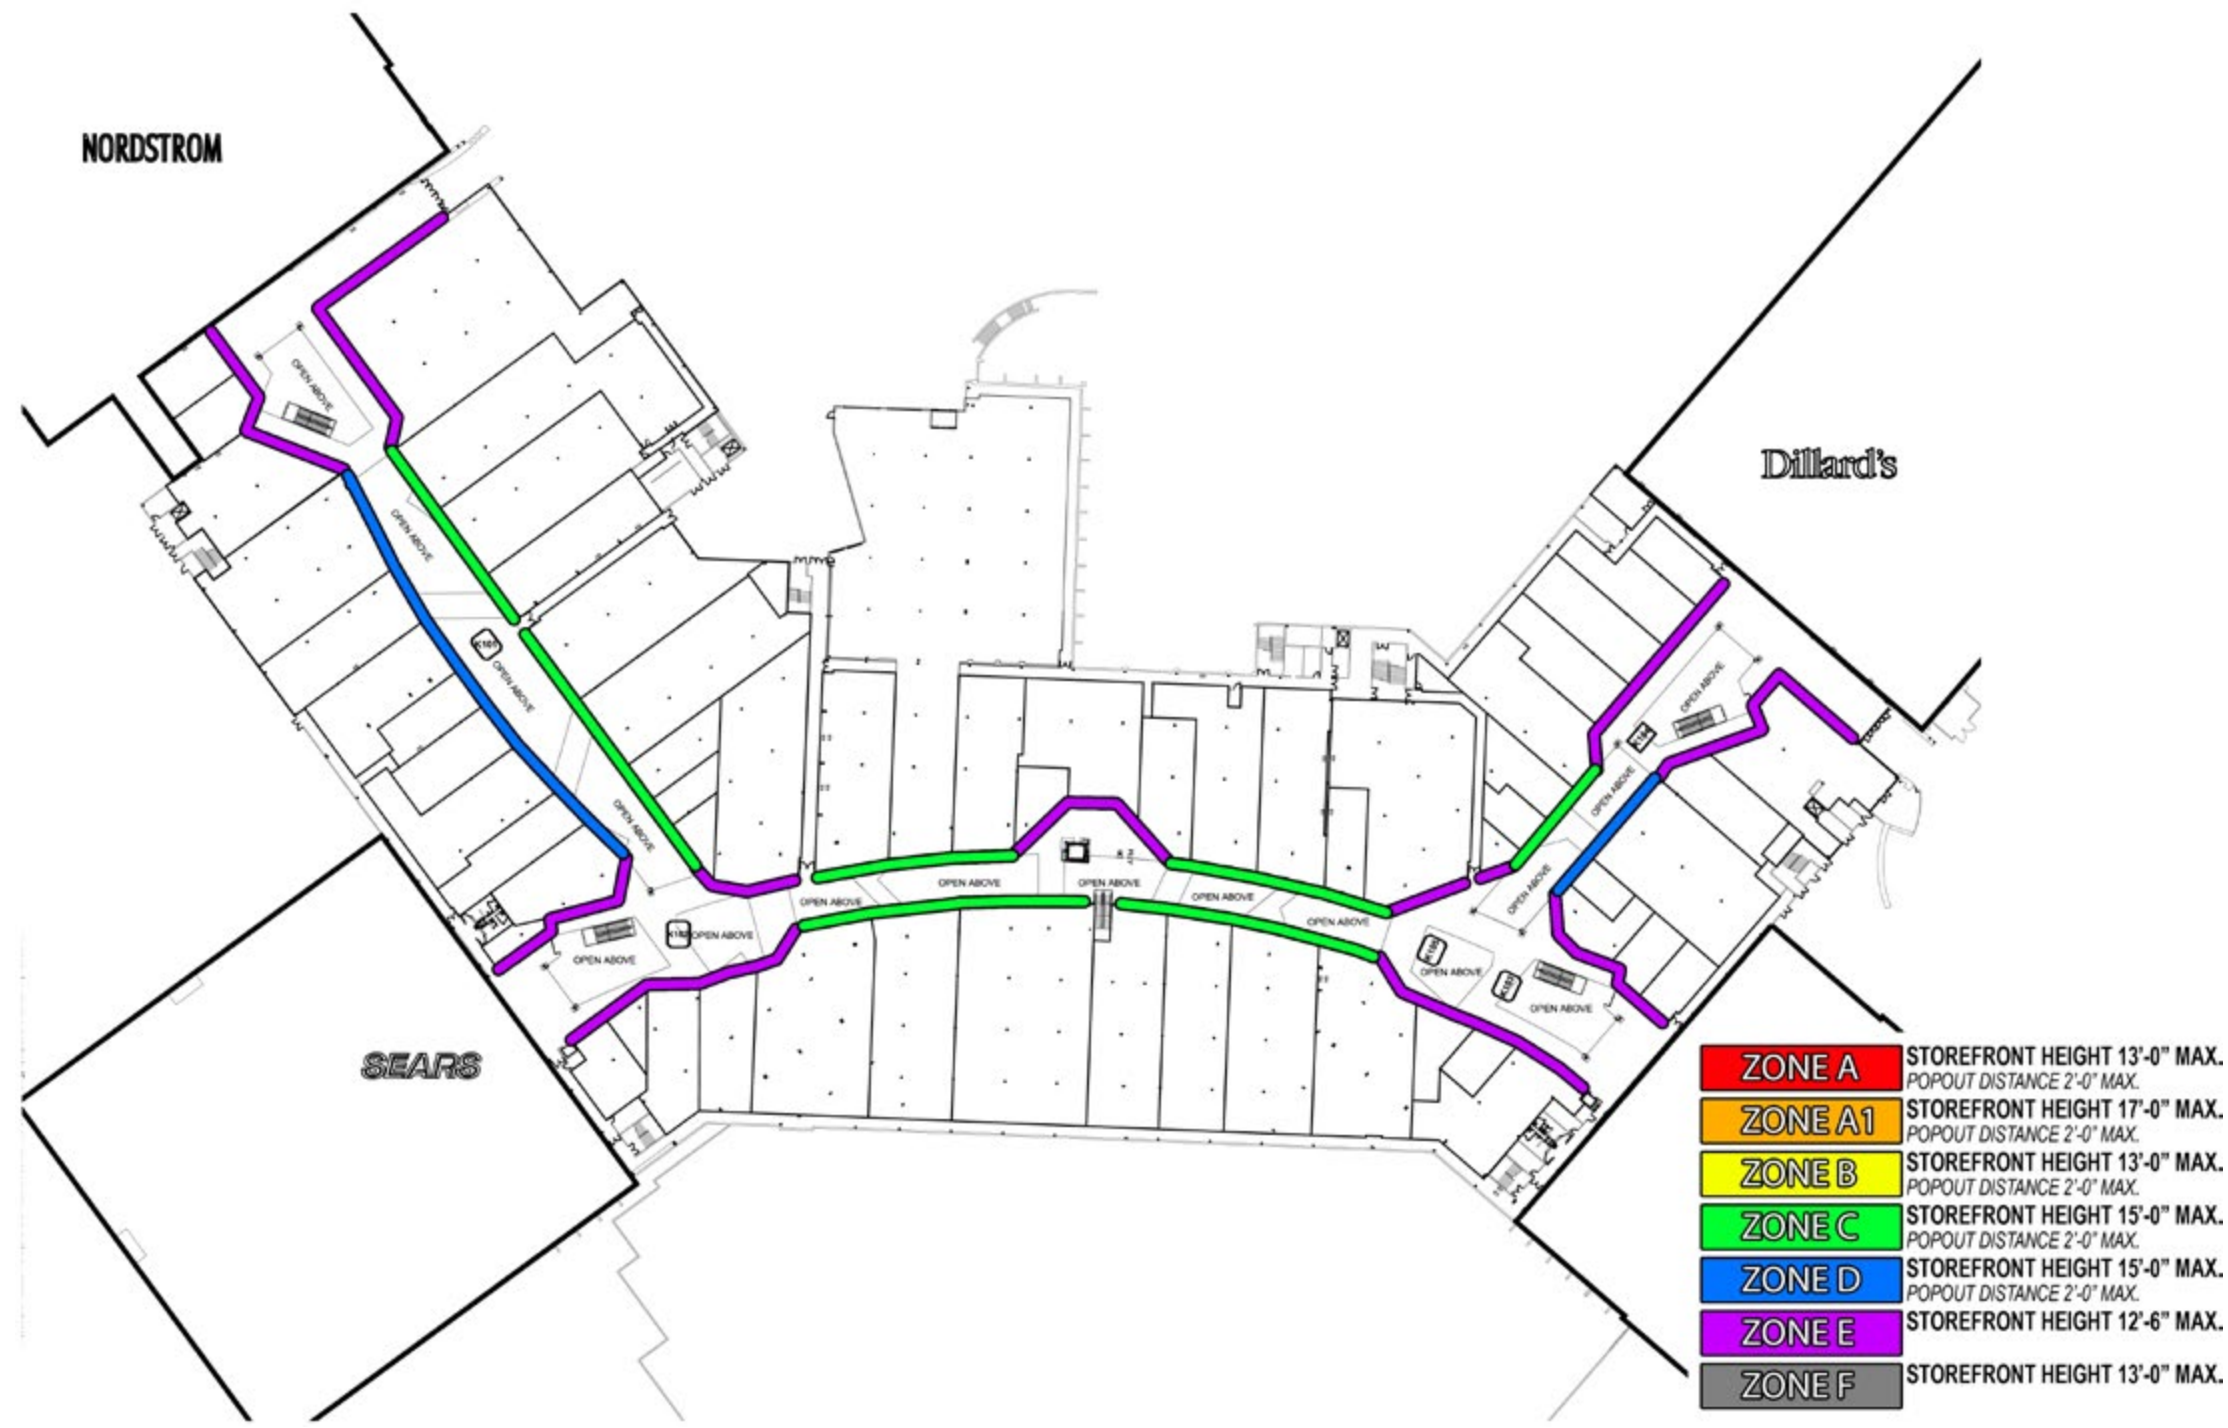 NORDSTROM
OPEN ABOVE
Dillard's
OPEN ABOVE
K101
OPEN ABOVE
OPEN ABOVE
K104
OPEN ABOVE
OPEN ABOVE
OPEN ABOVE
OPEN ABOVE
OPEN ABOVE
OPEN ABOVE
OPEN ABOVE
OPEN ABOVE
OPEN ABOVE
K102
OPEN ABOVE
OPEN ABOVE
OPEN ABOVE
OPEN ABOVE
SEARS
ZONE A
STOREFRONT HEIGHT 13'-0" MAX.
POPOUT DISTANCE 2'-0" MAX.
ZONE A1
STOREFRONT HEIGHT 17'-0" MAX.
POPOUT DISTANCE 2'-0" MAX.
ZONE B
STOREFRONT HEIGHT 13'-0" MAX.
POPOUT DISTANCE 2'-0" MAX.
ZONE C
STOREFRONT HEIGHT 15'-0" MAX.
POPOUT DISTANCE 2'-0" MAX.
ZONE D
STOREFRONT HEIGHT 15'-0" MAX.
POPOUT DISTANCE 2'-0" MAX.
ZONE E
STOREFRONT HEIGHT 12'-6" MAX.
ZONE F
STOREFRONT HEIGHT 13'-0" MAX.